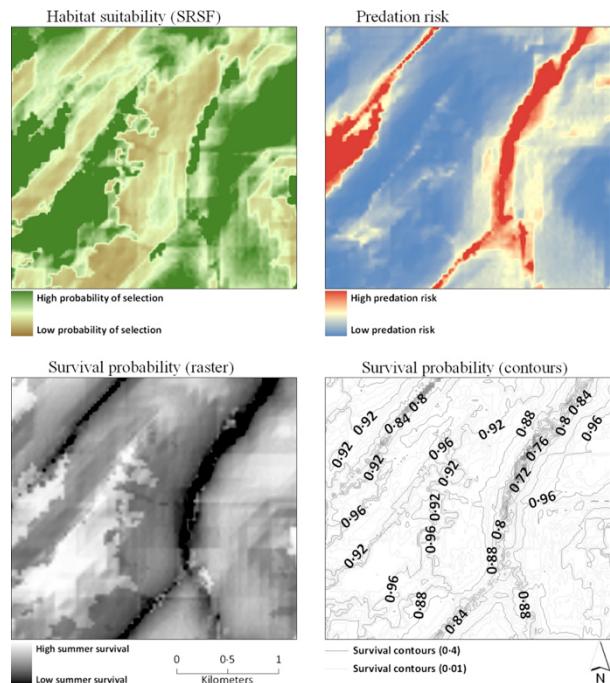 Habitat suitability (SRSF)
Predation risk
High probability of selection
Low probability of selection
High predation risk
Low predation risk
Survival probability (raster)
Survival probability (contours)
0·92
0·92
0·84
0·8
0·92
0·96
0·92
0·96
0·92
0·92
0·96
0·96
0·88
0·84
0·92
0·88
0·84
0·8
0·76
0·72
0·96
0·96
0·8
0·88
0·88
High summer survival
Low summer survival
0 0·5 1
Kilometers
Survival contours (0·4)
Survival contours (0·01)
N